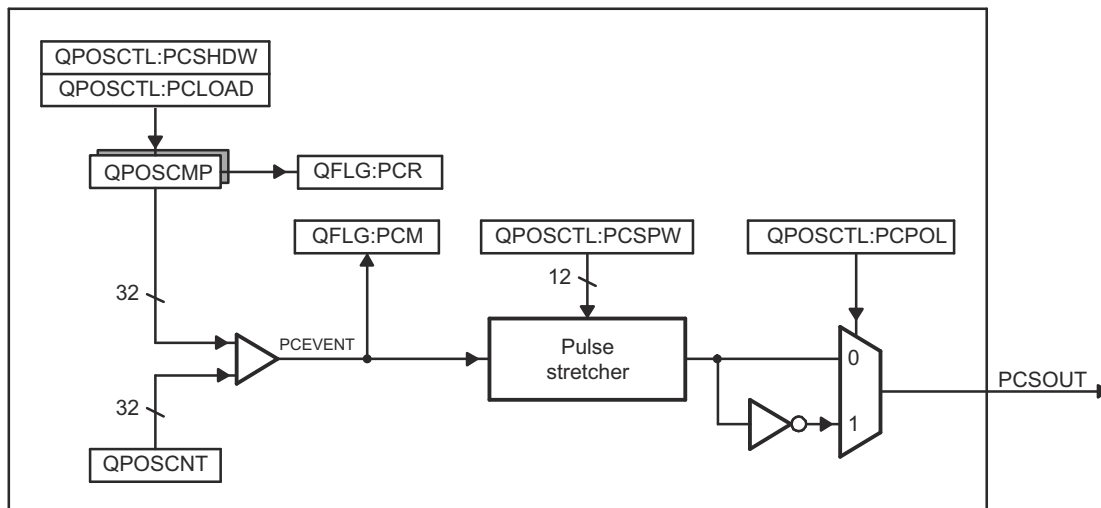 QPOSCTL:PCSHDW
QPOSCTL:PCLOAD
QPOSCMP
QFLG:PCR
QFLG:PCM
QPOSCTL:PCSPW
QPOSCTL:PCPOL
32
12
PCEVENT
Pulse
stretcher
0
PCSOUT
32
1
QPOSCNT